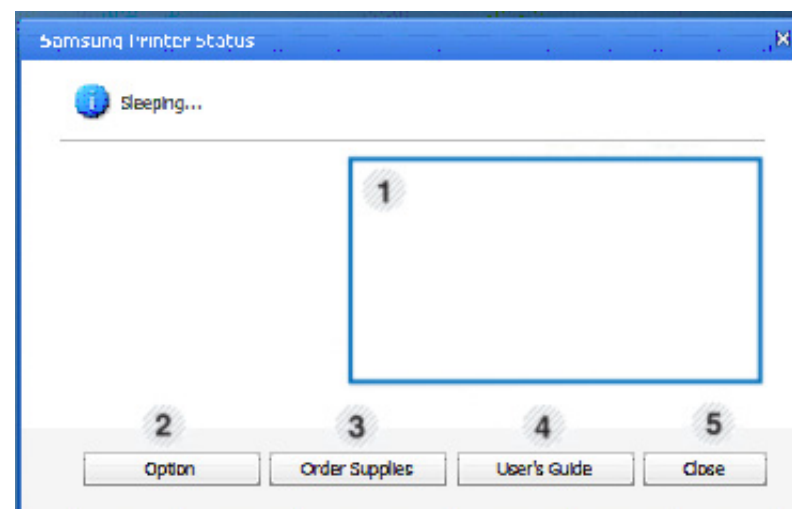 Samsung Printer Status
Sleeping...
1
2
3
4
5
Option
Order Supplies
User's Guide
Close